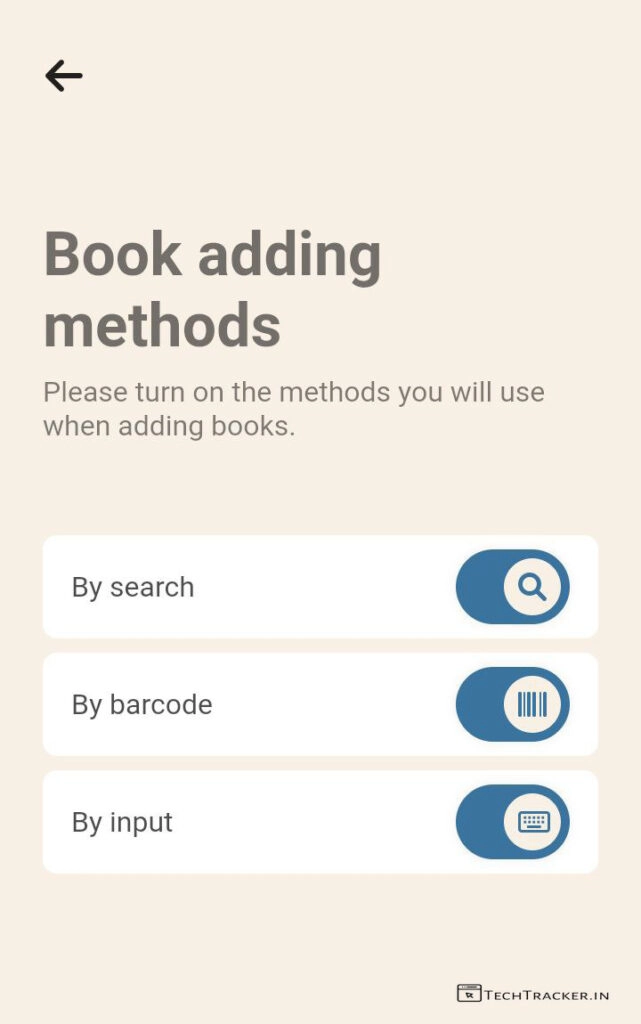 Book adding
methods
Please turn on the methods you will use
when adding books.
By search
By barcode
By input
TECHTRACKER.IN